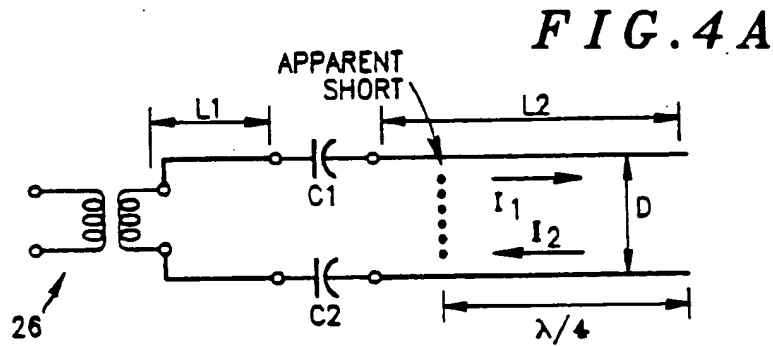 FIG.4A
APPARENT
SHORT
L1
L2
C1
I1
D
I2
C2
26
λ/4